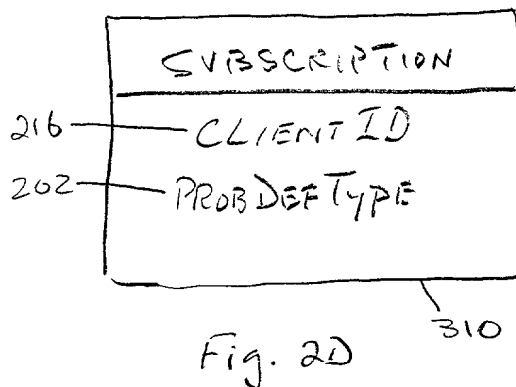 SUBSCRIPTION
216 CLIENT ID
202 PROBDEFTYPE
310
Fig. 2D